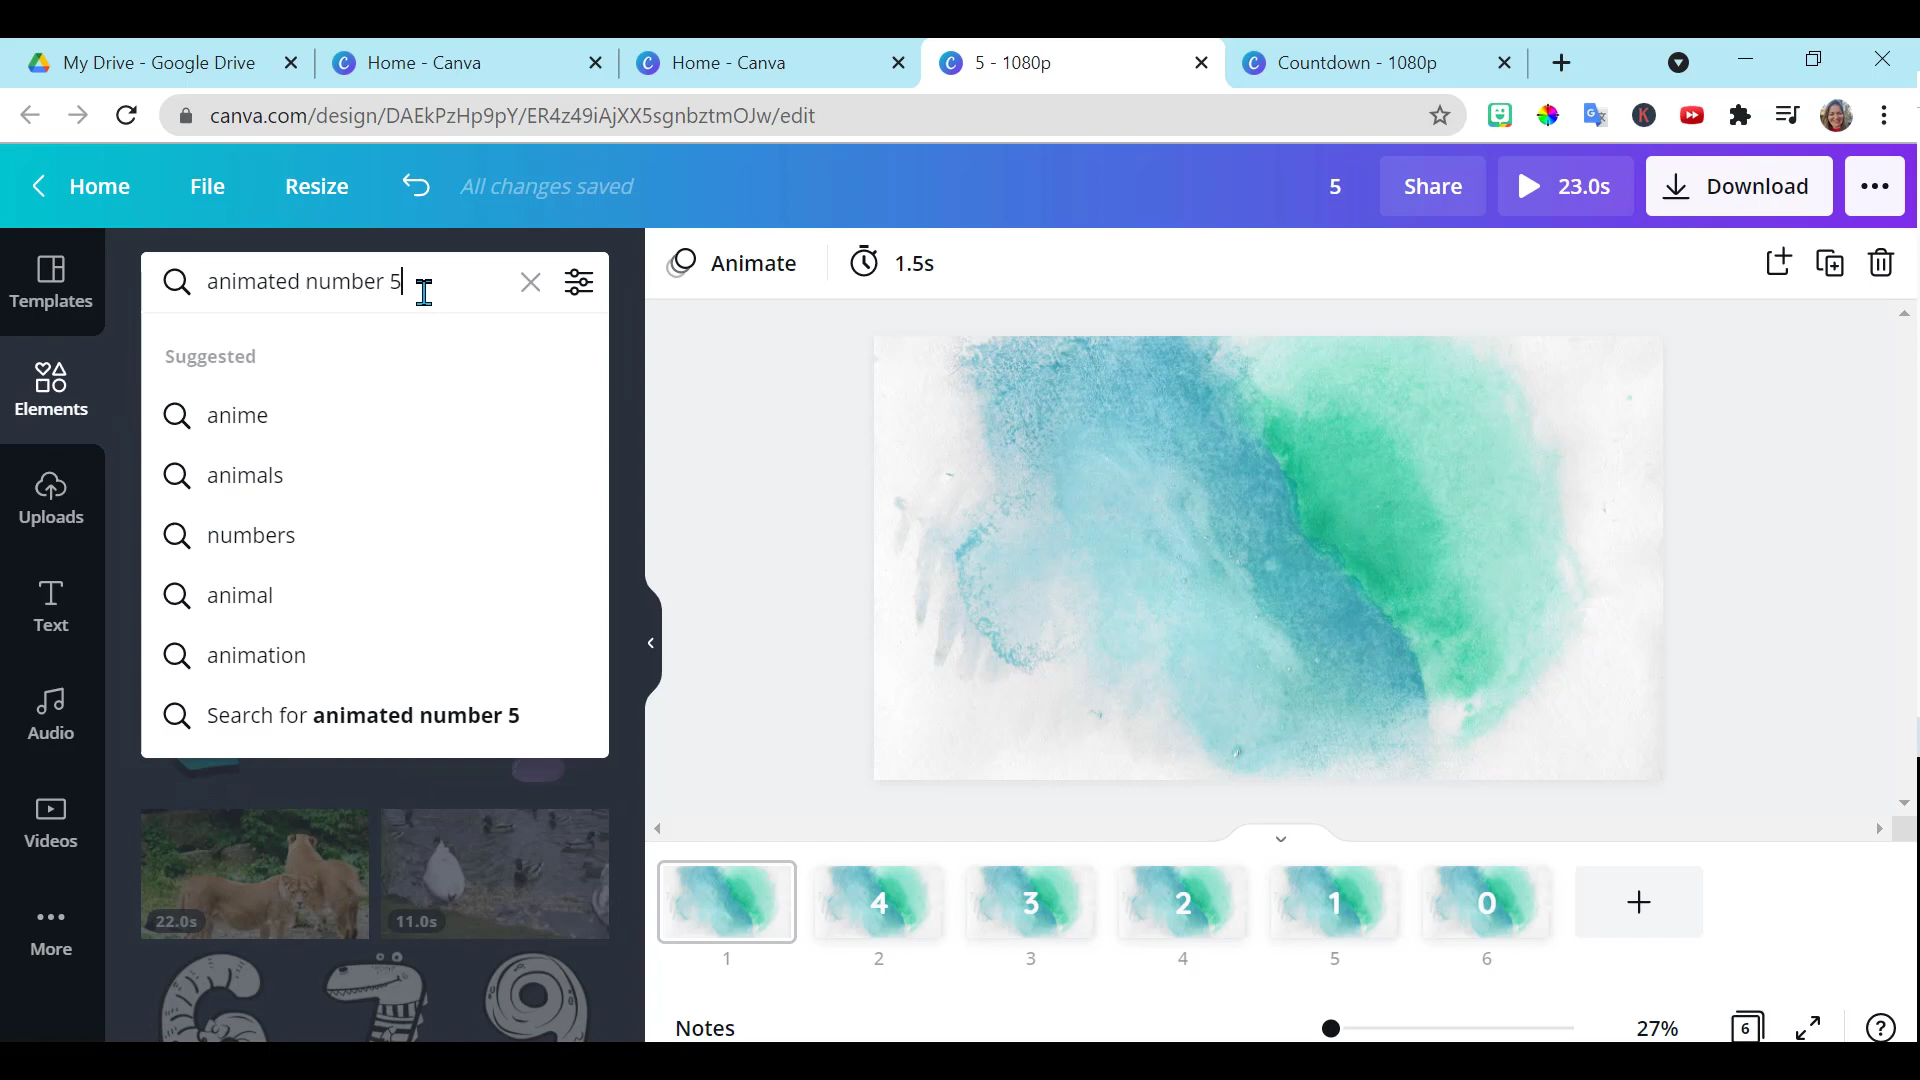 My Drive - Google Drive
Home - Canva
Home - Canva
5 - 1080p
Countdown - 1080p
canva.com/design/DAEkPzHp9pY/ER4z49iAjXX5sgnbztmOJw/edit
Home
File
Resize
All changes saved
5
Share
23.0s
Download
Templates
Elements
Uploads
Text
Audio
Videos
More
animated number 5
Suggested
anime
animals
numbers
animal
animation
Search for animated number 5
22.0s
11.0s
6 7 9
Animate
1.5s
4 3 2 1 0
1 2 3 4 5 6
Notes
27%
6
?